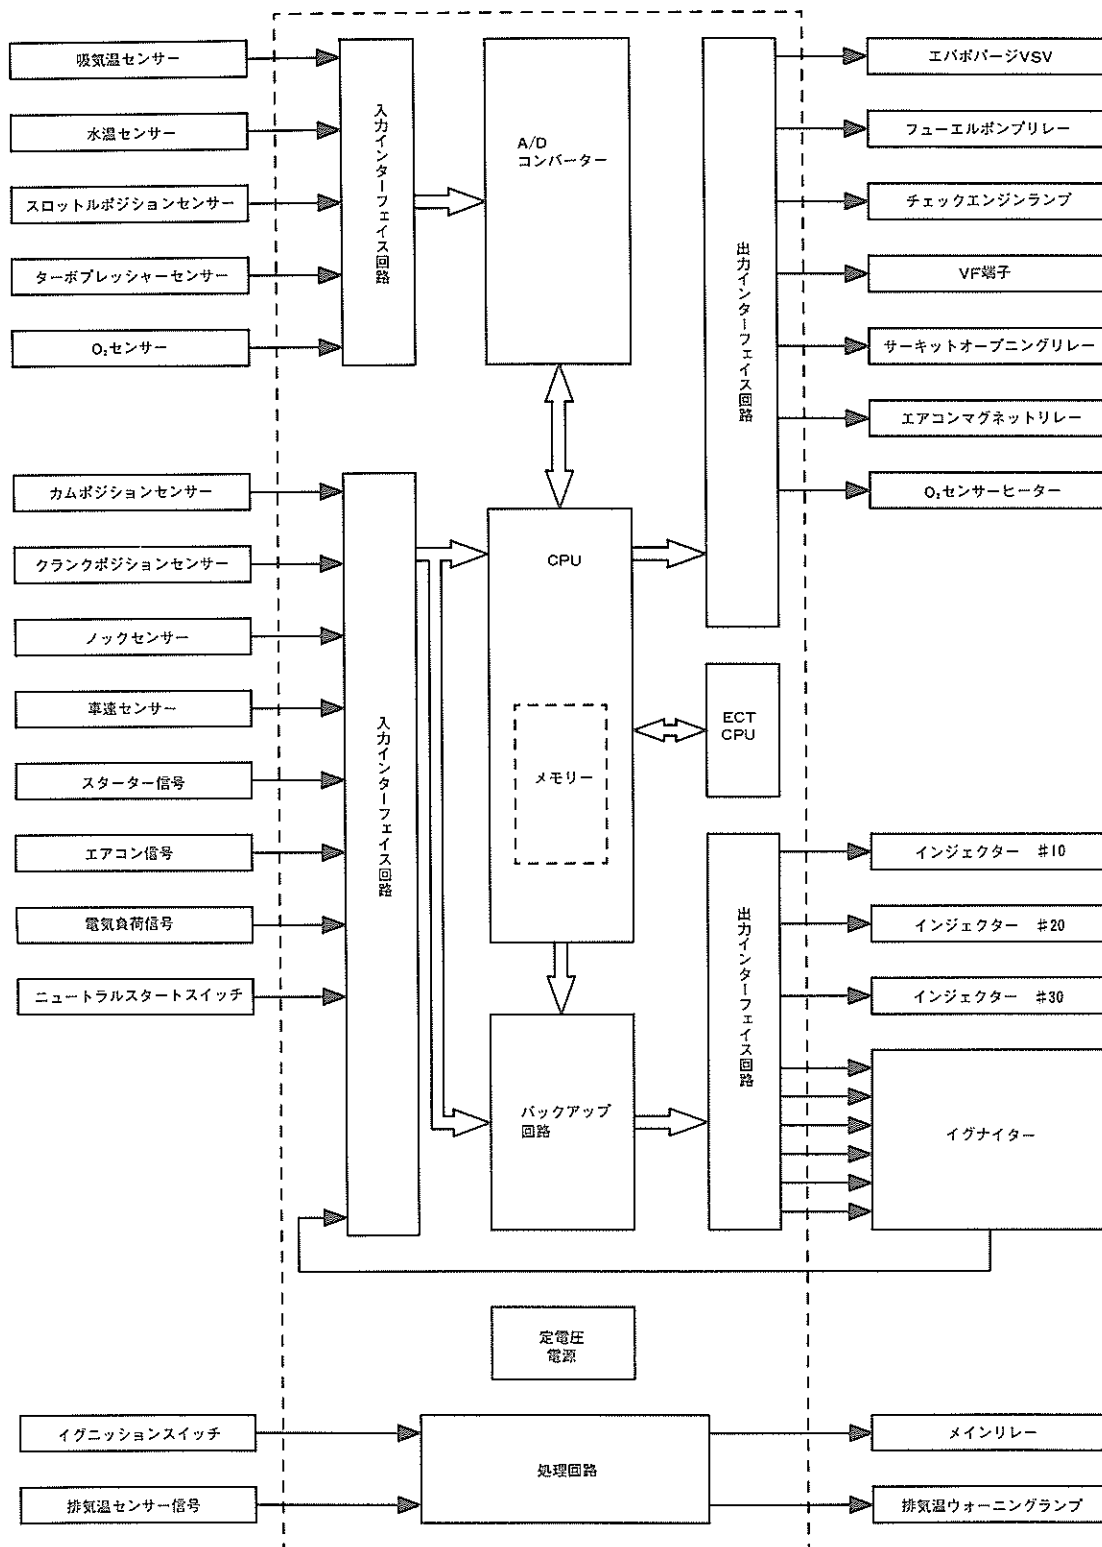 吸気温センサー
水温センサー
スロットルポジションセンサー
ターボプレッシャーセンサー
O₂センサー
入力インターフェイス回路
A/D
コンバーター
出力インターフェイス回路
エバポパージVSV
フューエルポンプリレー
チェックエンジンランプ
VF端子
サーキットオープニングリレー
エアコンマグネットリレー
O₂センサーヒーター
カムポジションセンサー
クランクポジションセンサー
ノックセンサー
車速センサー
スターター信号
エアコン信号
電気負荷信号
ニュートラルスタートスイッチ
入力インターフェイス回路
CPU
メモリー
ECT
CPU
バックアップ
回路
出力インターフェイス回路
インジェクター #10
インジェクター #20
インジェクター #30
イグナイター
定電圧
電源
イグニッションスイッチ
排気温センサー信号
処理回路
メインリレー
排気温ウォーニングランプ